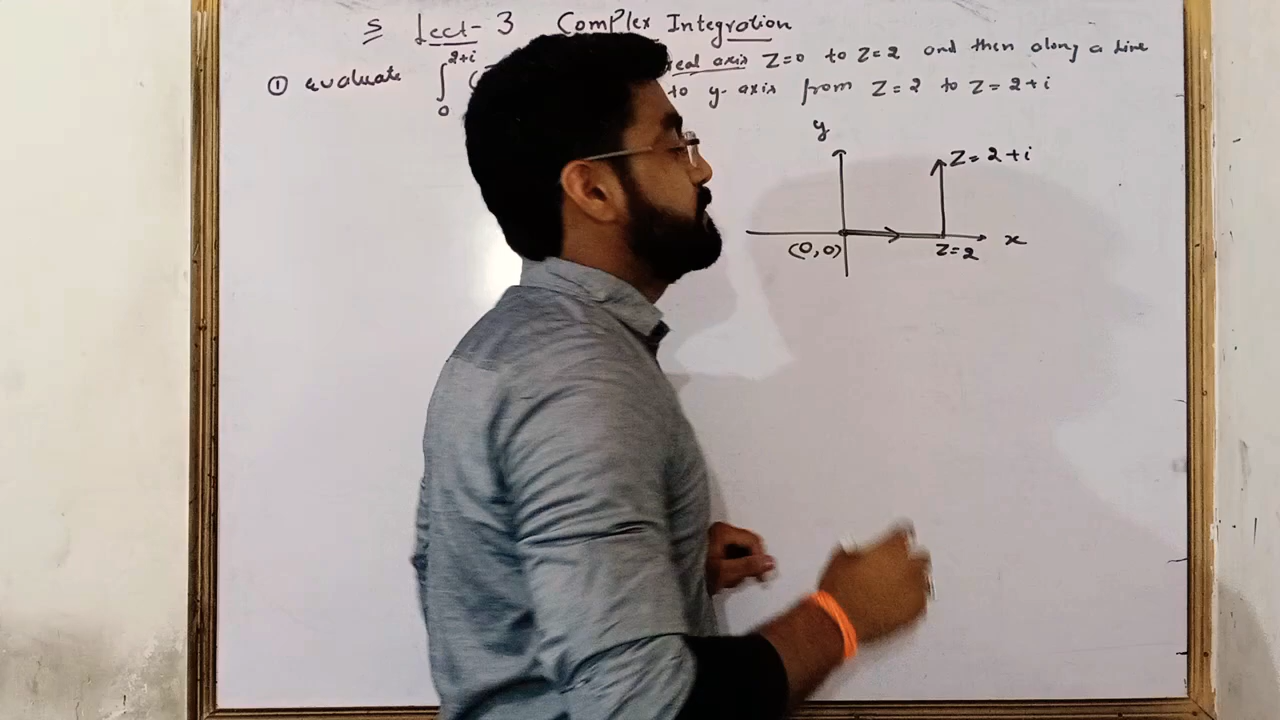 S Lect-3 Complex Integration
① evaluate ∫ 2+i 0 ( real axis Z=0 to Z=2 and then along a line
to y-axis from Z=2 to Z=2+i
y
Z=2+i
(0,0)
Z=2
x